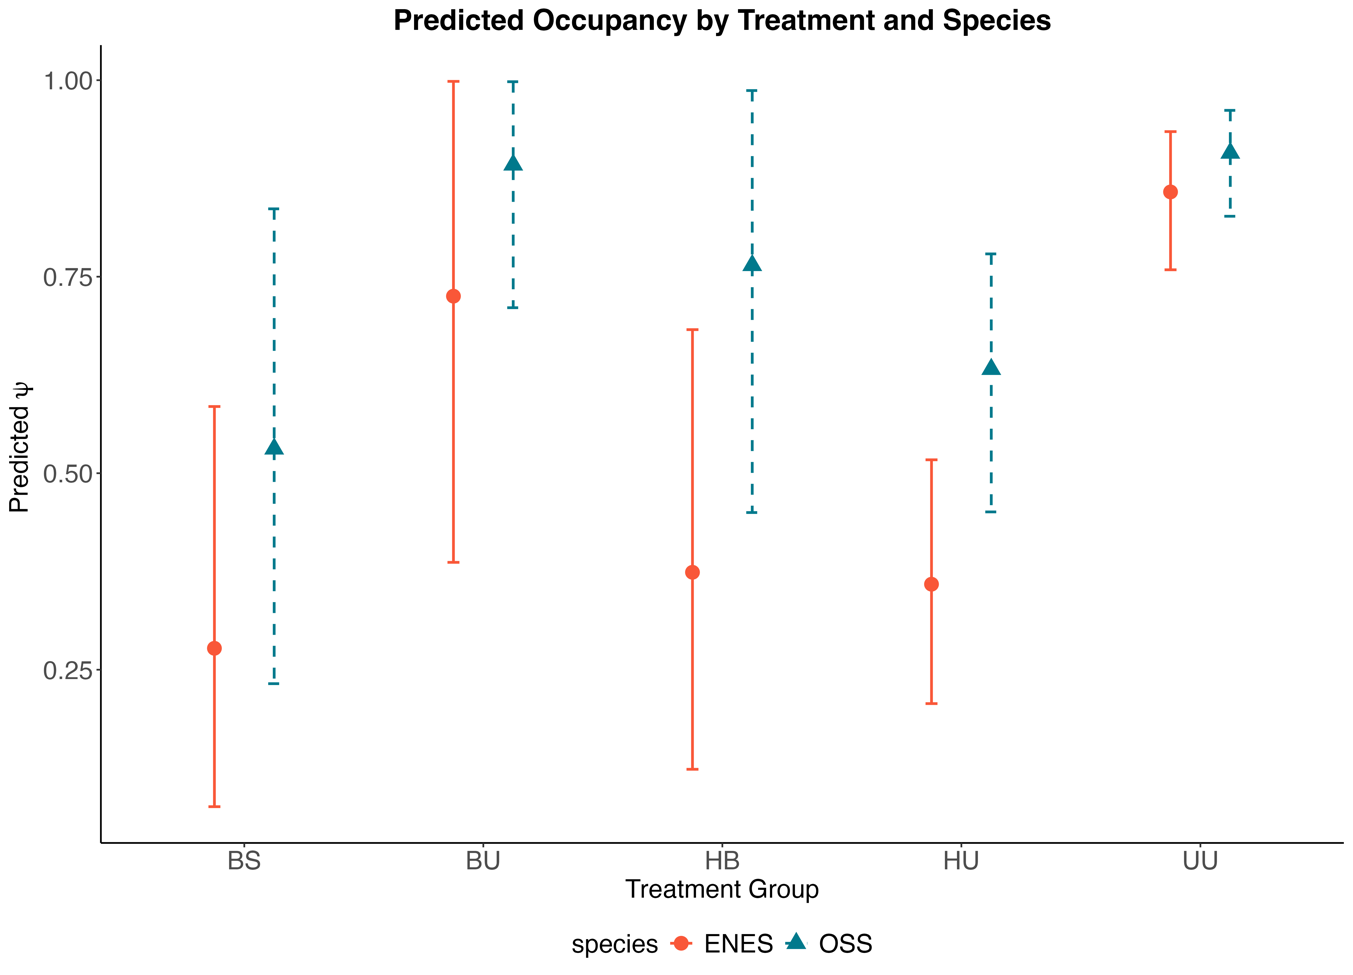 Predicted Occupancy by Treatment and Species
1.00
0.75
0.50
0.25
Predicted ψ
BS BU HB HU UU
Treatment Group
species ENES OSS